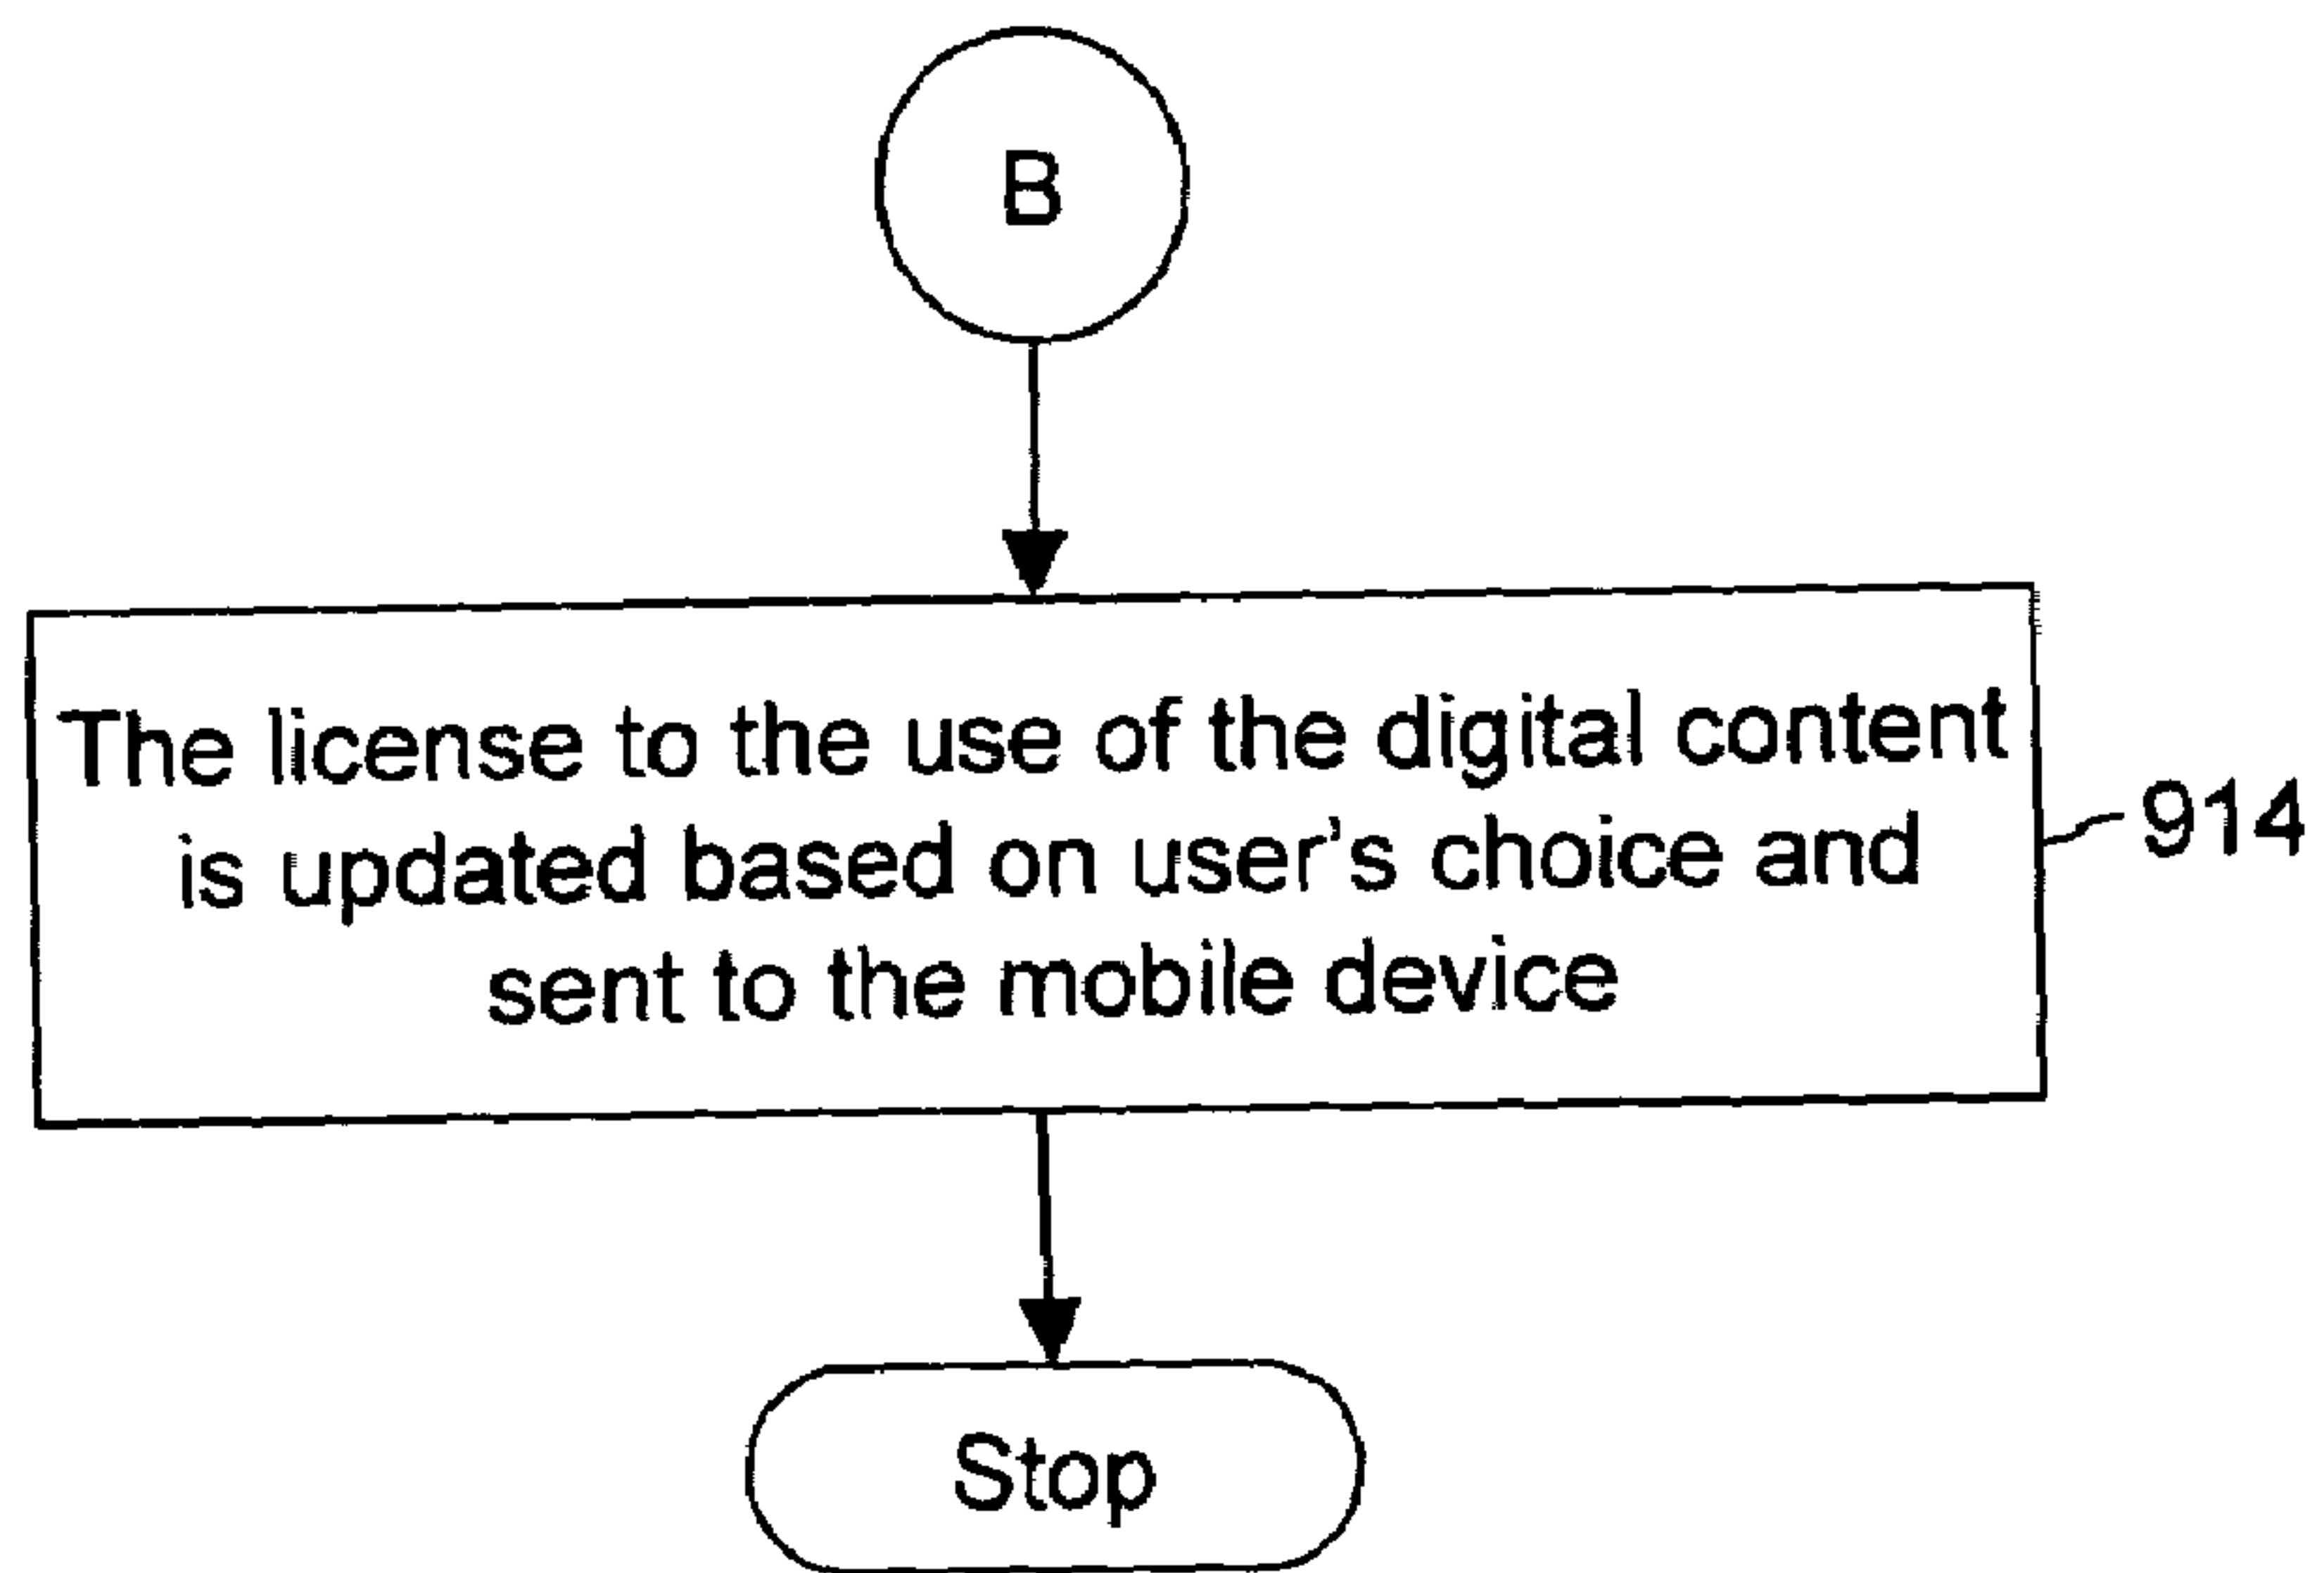 B
The license to the use of the digital content
is updated based on user's choice and
sent to the mobile device
914
Stop